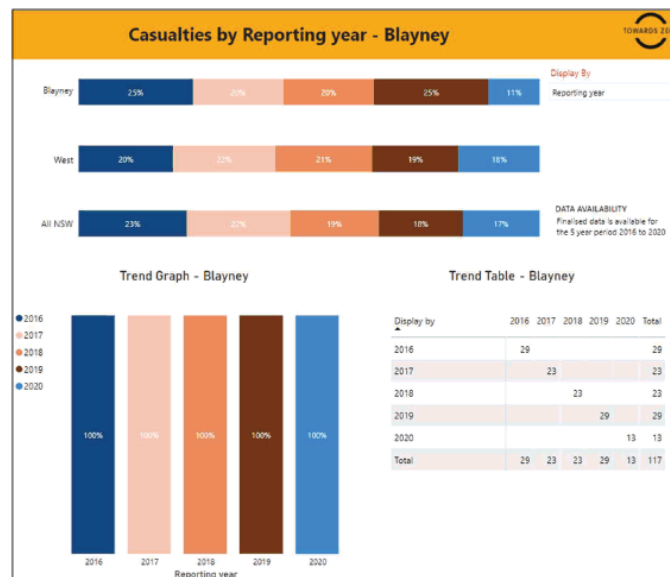 Casualties by Reporting year - Blayney
TOWARDS ZE
Display By
Reporting year
Blayney 25% 20% 20% 25% 11%
West 20% 22% 21% 19% 18%
All NSW 23% 22% 19% 18% 17%
DATA AVAILABILITY
Finalised data is available for
the 5 year period 2016 to 2020
Trend Graph - Blayney
2016
2017
2018
2019
2020
100% 100% 100% 100% 100%
2016 2017 2018 2019 2020
Reporting year
Trend Table - Blayney
Display by 2016 2017 2018 2019 2020 Total
2016 29 29
2017 23 23
2018 23 23
2019 29 29
2020 13 13
Total 29 23 23 29 13 117